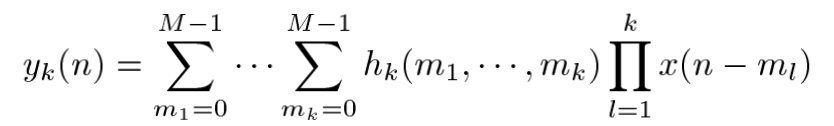 y_k(n) = \sum_{m_1=0}^{M-1} \cdots \sum_{m_k=0}^{M-1} h_k(m_1, \cdots, m_k) \prod_{l=1}^{k} x(n - m_l)